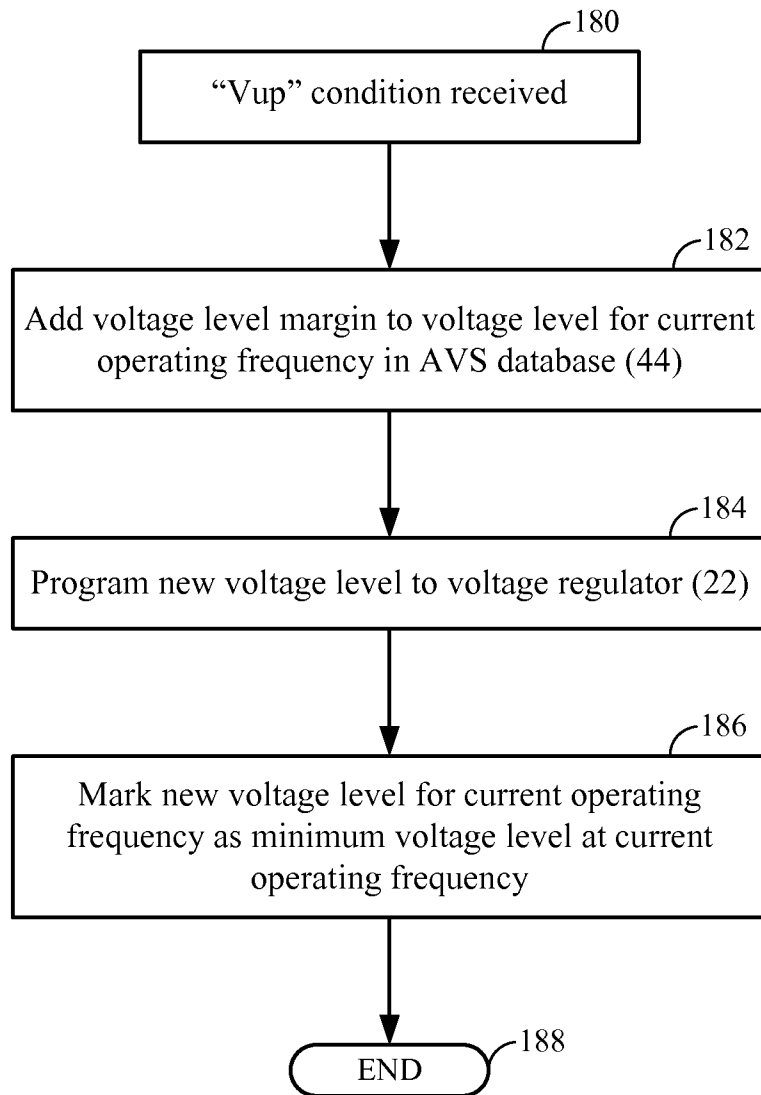 180
“Vup” condition received
182
Add voltage level margin to voltage level for current
operating frequency in AVS database (44)
184
Program new voltage level to voltage regulator (22)
186
Mark new voltage level for current operating
frequency as minimum voltage level at current
operating frequency
END
188